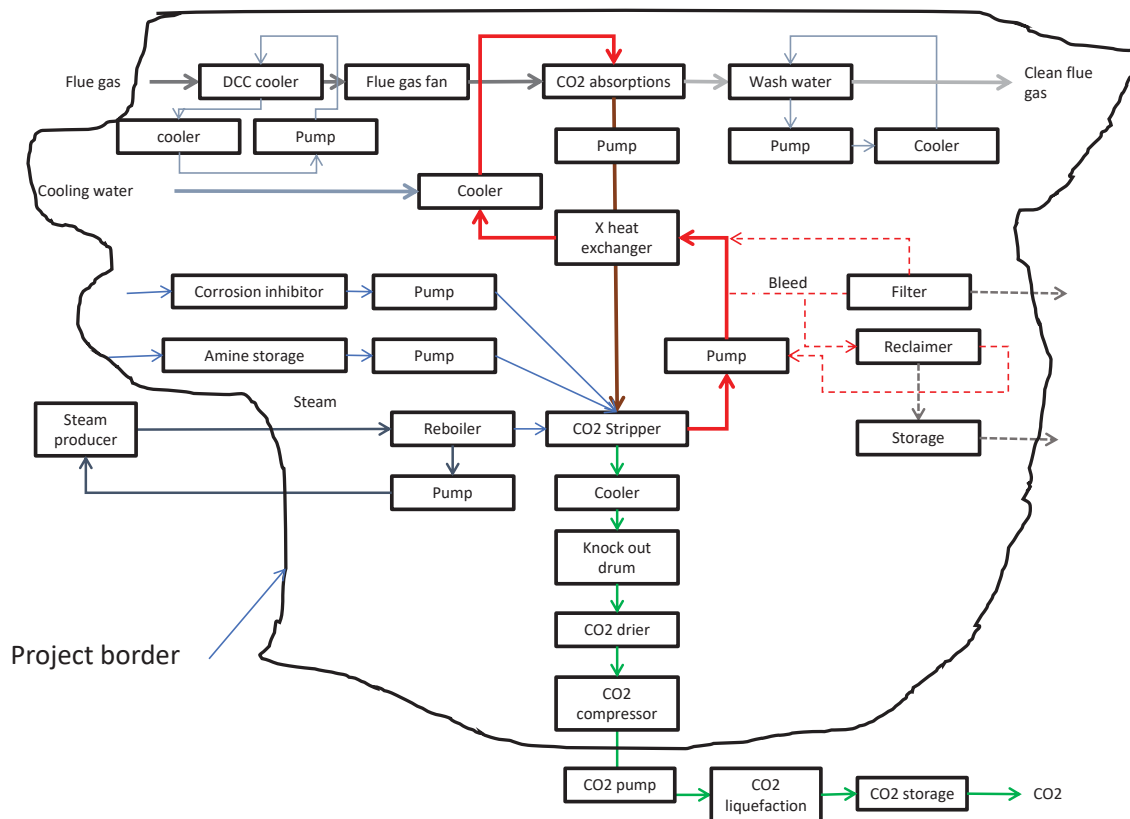 Flue gas
DCC cooler
Flue gas fan
CO2 absorptions
Wash water
Clean flue
gas
cooler
Pump
Pump
Pump
Cooler
Cooling water
Cooler
X heat
exchanger
Bleed
Corrosion inhibitor
Pump
Filter
Amine storage
Pump
Pump
Reclaimer
Steam
Steam
producer
Reboiler
CO2 Stripper
Storage
Pump
Cooler
Knock out
drum
CO2 drier
Project border
CO2
compressor
CO2 pump
CO2
liquefaction
CO2 storage
CO2